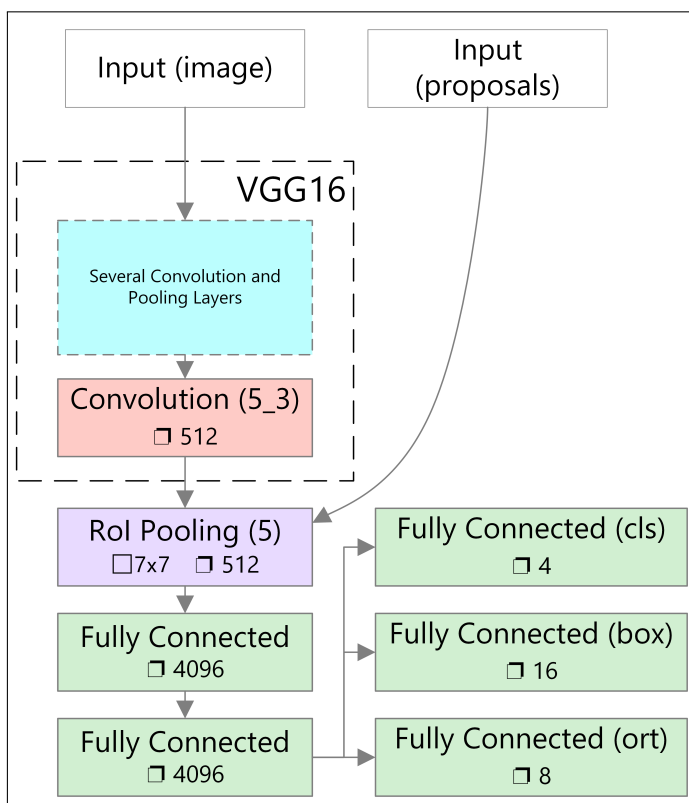 Input (image)
Input
(proposals)
VGG16
Several Convolution and
Pooling Layers
Convolution (5_3)
❐ 512
RoI Pooling (5)
□7x7 ❐ 512
Fully Connected
❐ 4096
Fully Connected
❐ 4096
Fully Connected (cls)
❐ 4
Fully Connected (box)
❐ 16
Fully Connected (ort)
❐ 8